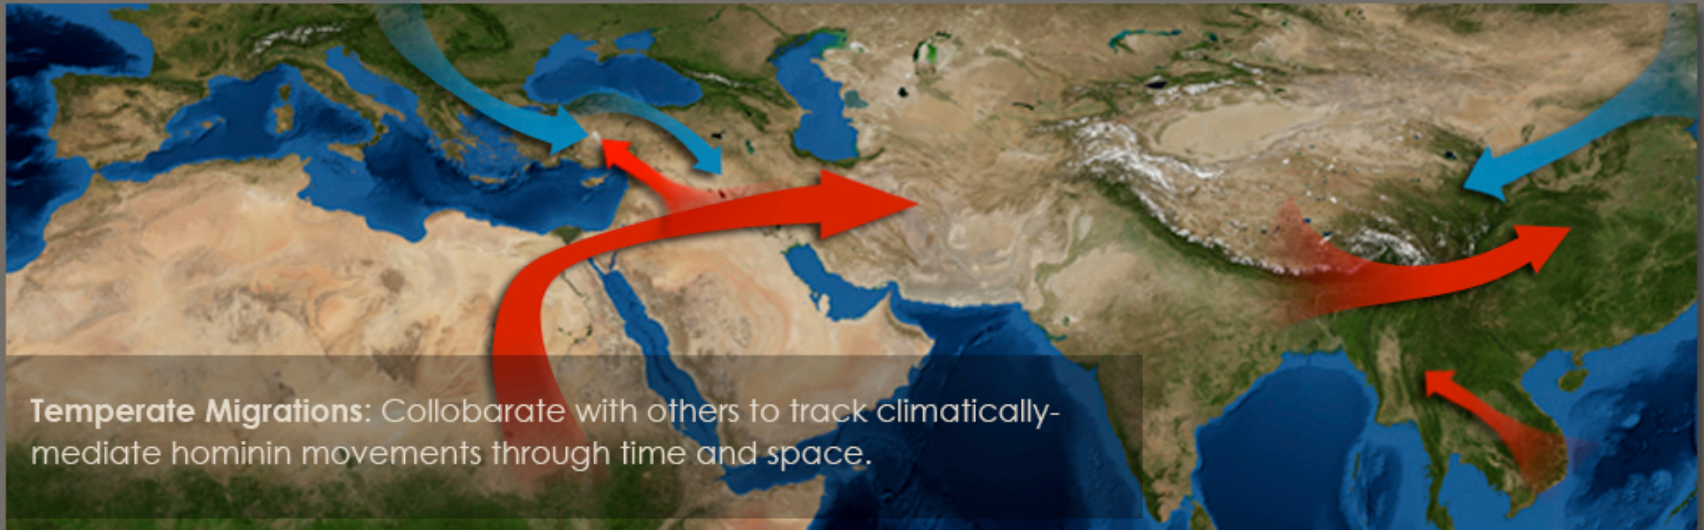 Temperate Migrations: Collobarate with others to track climatically-
mediate hominin movements through time and space.